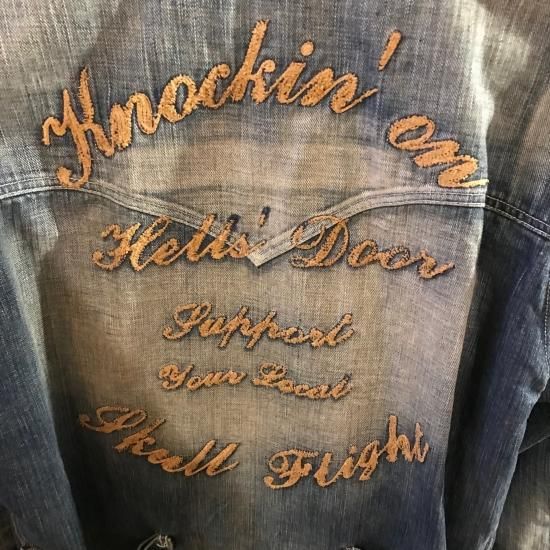 Knockin' on
Hells' Door
Support
Your Local
Skull Flight